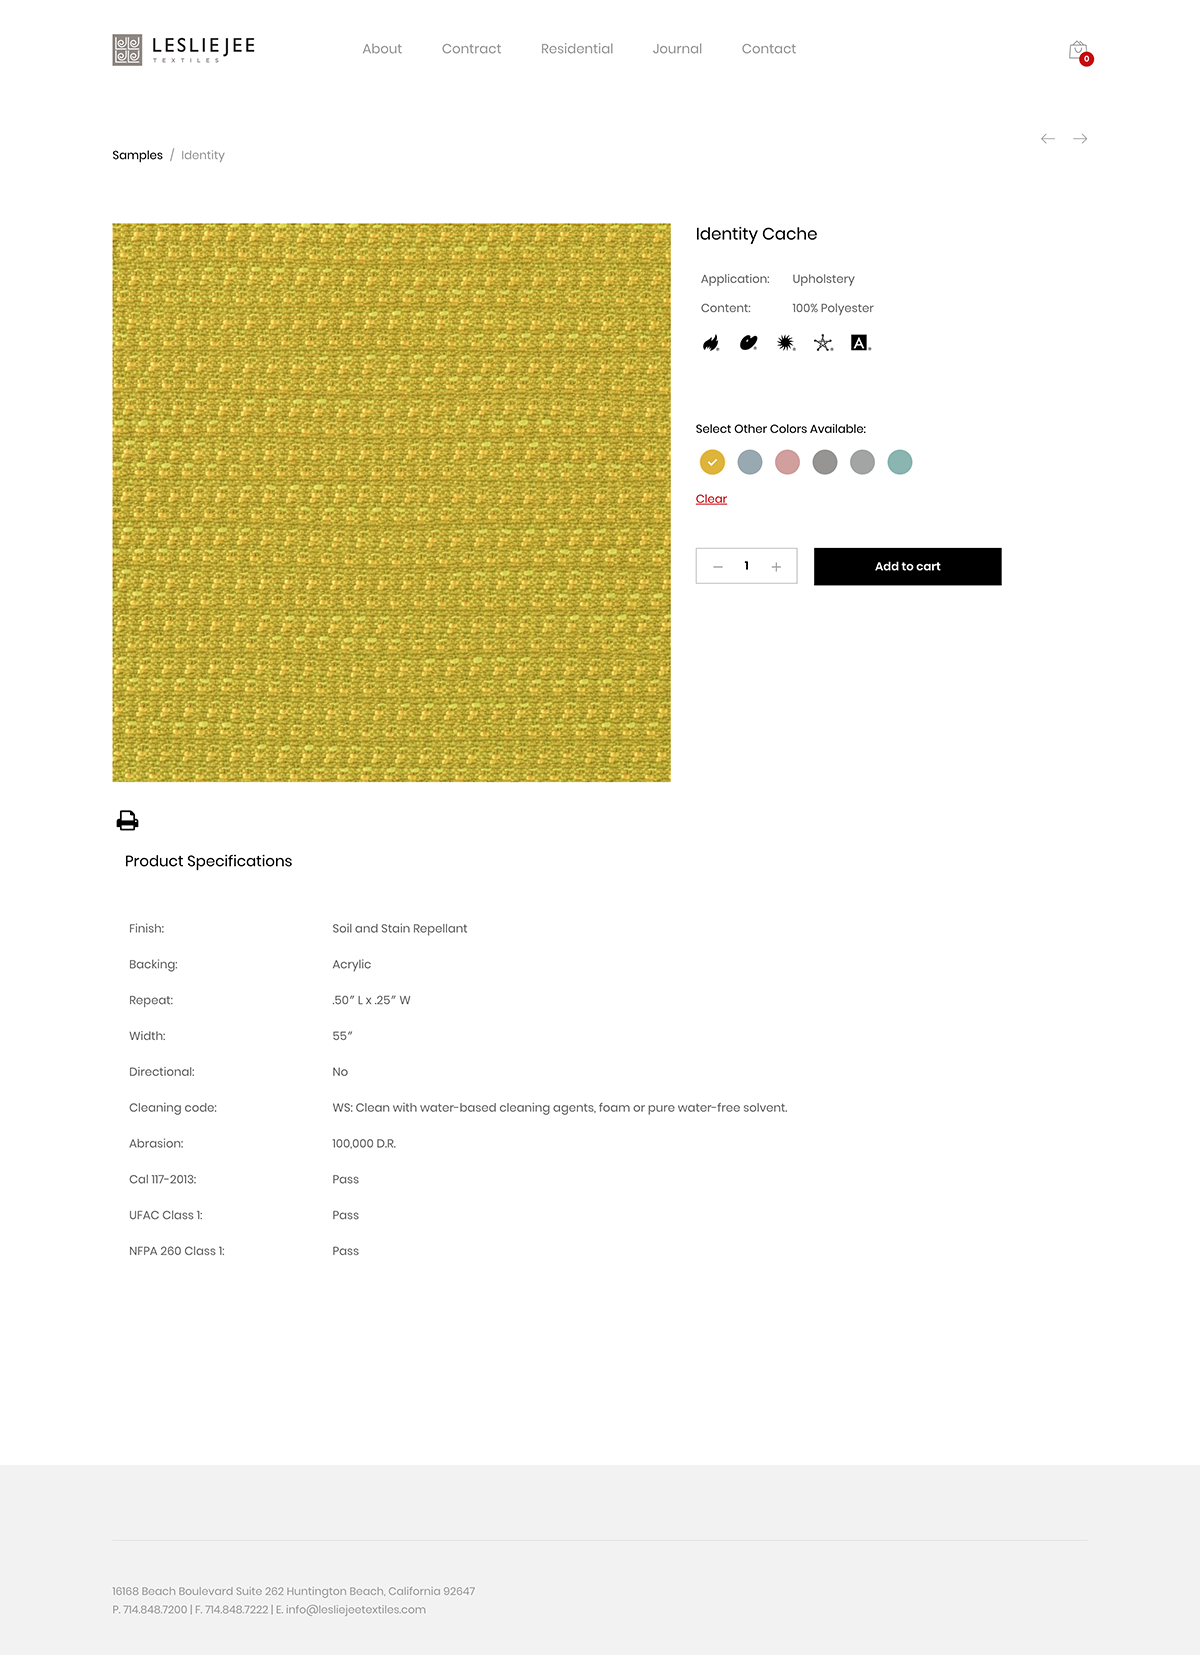 LESLIE JEE
TEXTILES
About Contract Residential Journal Contact
0
Samples / Identity
Identity Cache
Application: Upholstery
Content: 100% Polyester
A
Select Other Colors Available:
Clear
− 1 + Add to cart
Product Specifications
Finish: Soil and Stain Repellant
Backing: Acrylic
Repeat: .50″ L x .25″ W
Width: 55″
Directional: No
Cleaning code: WS: Clean with water-based cleaning agents, foam or pure water-free solvent.
Abrasion: 100,000 D.R.
Cal 117-2013: Pass
UFAC Class 1: Pass
NFPA 260 Class 1: Pass
16168 Beach Boulevard Suite 262 Huntington Beach, California 92647
P. 714.848.7200 | F. 714.848.7222 | E. info@lesliejeetextiles.com